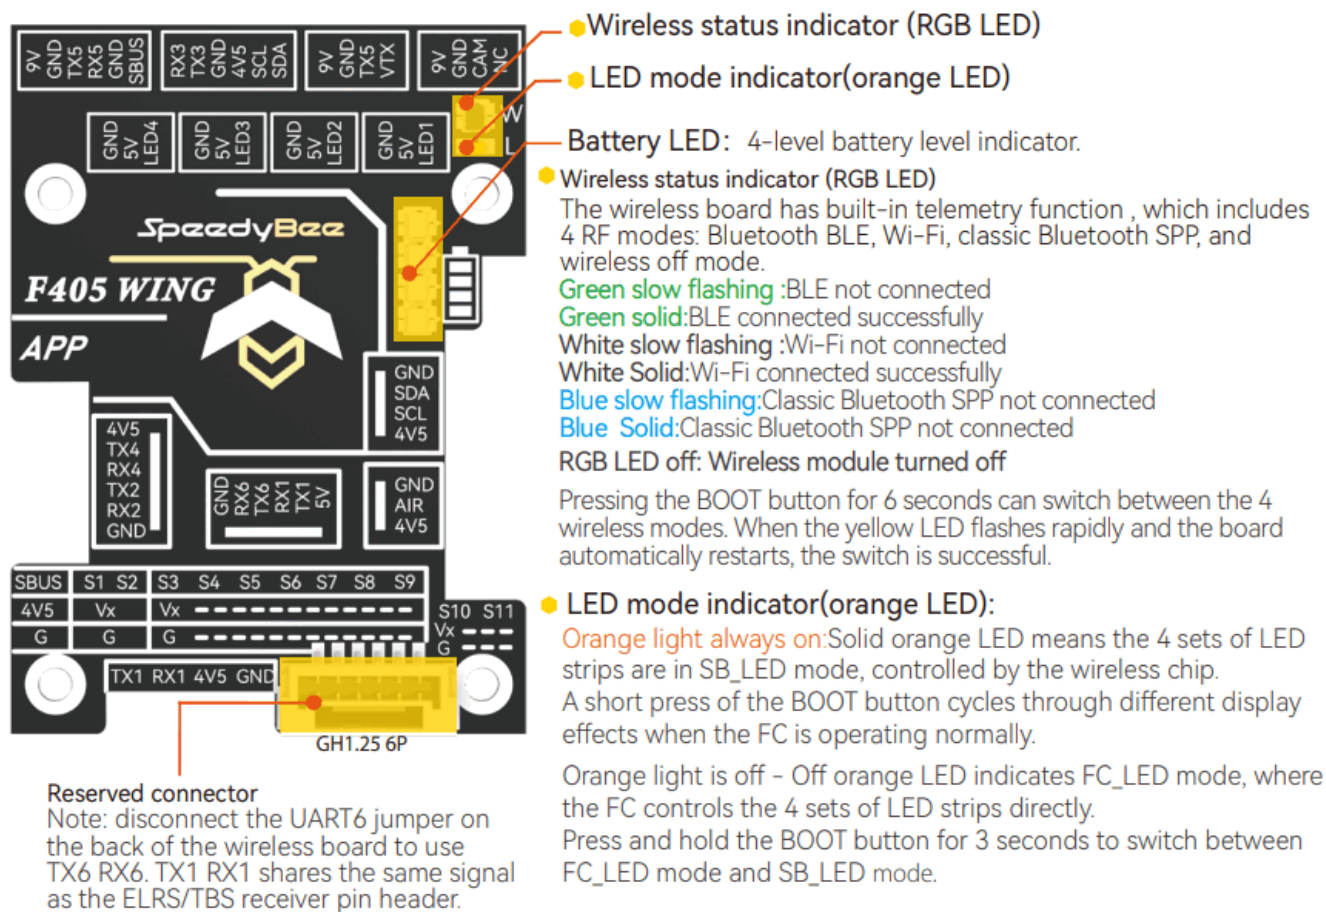 Wireless status indicator (RGB LED)
LED mode indicator(orange LED)
Battery LED: 4-level battery level indicator.
Wireless status indicator (RGB LED)
The wireless board has built-in telemetry function , which includes
4 RF modes: Bluetooth BLE, Wi-Fi, classic Bluetooth SPP, and
wireless off mode.
Green slow flashing :BLE not connected
Green solid:BLE connected successfully
White slow flashing :Wi-Fi not connected
White Solid:Wi-Fi connected successfully
Blue slow flashing:Classic Bluetooth SPP not connected
Blue Solid:Classic Bluetooth SPP not connected
RGB LED off: Wireless module turned off
Pressing the BOOT button for 6 seconds can switch between the 4
wireless modes. When the yellow LED flashes rapidly and the board
automatically restarts, the switch is successful.
LED mode indicator(orange LED):
Orange light always on:Solid orange LED means the 4 sets of LED
strips are in SB_LED mode, controlled by the wireless chip.
A short press of the BOOT button cycles through different display
effects when the FC is operating normally.
Orange light is off - Off orange LED indicates FC_LED mode, where
the FC controls the 4 sets of LED strips directly.
Press and hold the BOOT button for 3 seconds to switch between
FC_LED mode and SB_LED mode.
9V
GND
TX5
RX5
GND
SBUS
RX3
TX3
GND
4V5
SCL
SDA
9V
GND
TX5
VTX
9V
GND
CAM
NC
W
L
GND
5V
LED4
GND
5V
LED3
GND
5V
LED2
GND
5V
LED1
SpeedyBee
F405 WING
APP
GND
SDA
SCL
4V5
4V5
TX4
RX4
TX2
RX2
GND
GND
RX6
TX6
RX1
TX1
5V
GND
AIR
4V5
SBUS S1 S2 S3 S4 S5 S6 S7 S8 S9
4V5 Vx Vx
G G G
S10 S11
Vx
G
TX1 RX1 4V5 GND
GH1.25 6P
Reserved connector
Note: disconnect the UART6 jumper on
the back of the wireless board to use
TX6 RX6. TX1 RX1 shares the same signal
as the ELRS/TBS receiver pin header.